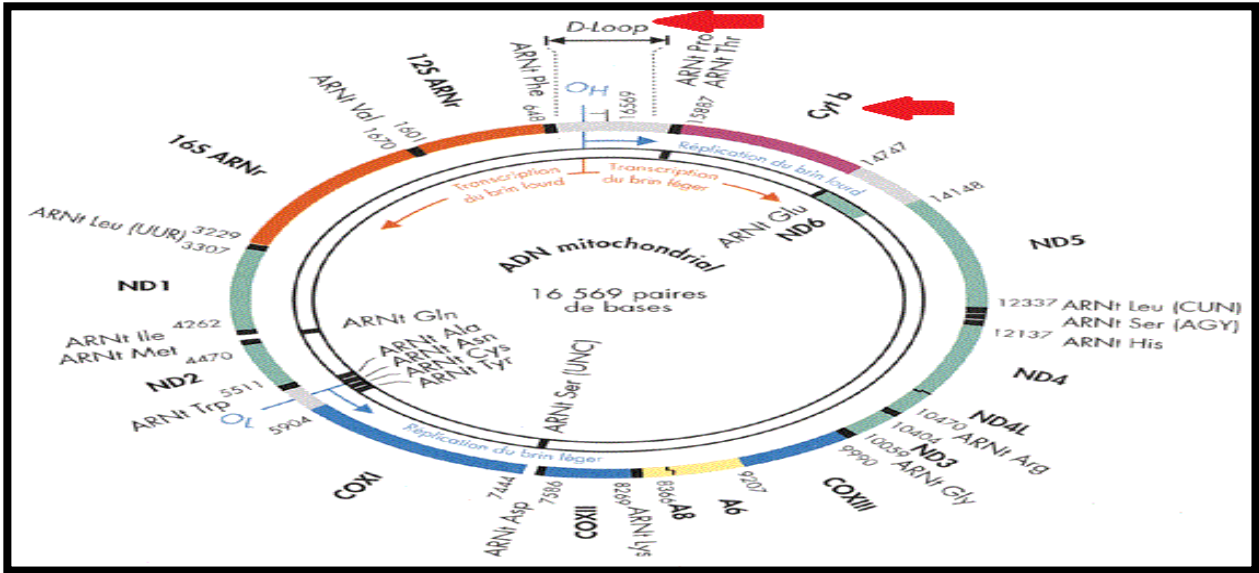 D-Loop
ARNt Phe
648
OH
16569
ARNt Pro
ARNt Thr
15887
Cyt b
14747
14148
ND5
12337 ARNt Leu (CUN)
ARNt Ser (AGY)
12137 ARNt His
ND4
ND4L
10470 ARNt Arg
10404 ND3
10059 ARNt Gly
9990
COXIII
9207
A6
A8
8366
ARNt Lys
8269
COXII
7586
ARNt Asp
7444
COXI
5904
OL
ARNt Trp 5511
ND2
4470
ARNt Met
ARNt Ile 4262
ND1
3307
ARNt Leu (UUR) 3229
16S ARNr
1670
ARNt Val 1601
12S ARNr
Réplication du brin lourd
Transcription
du brin lourd
Transcription
du brin léger
ARNt Glu
ND6
ADN mitochondrial
16 569 paires
de bases
ARNt Gln
ARNt Ala
ARNt Asn
ARNt Cys
ARNt Tyr
ARNt Ser (UNC)
Réplication du brin léger